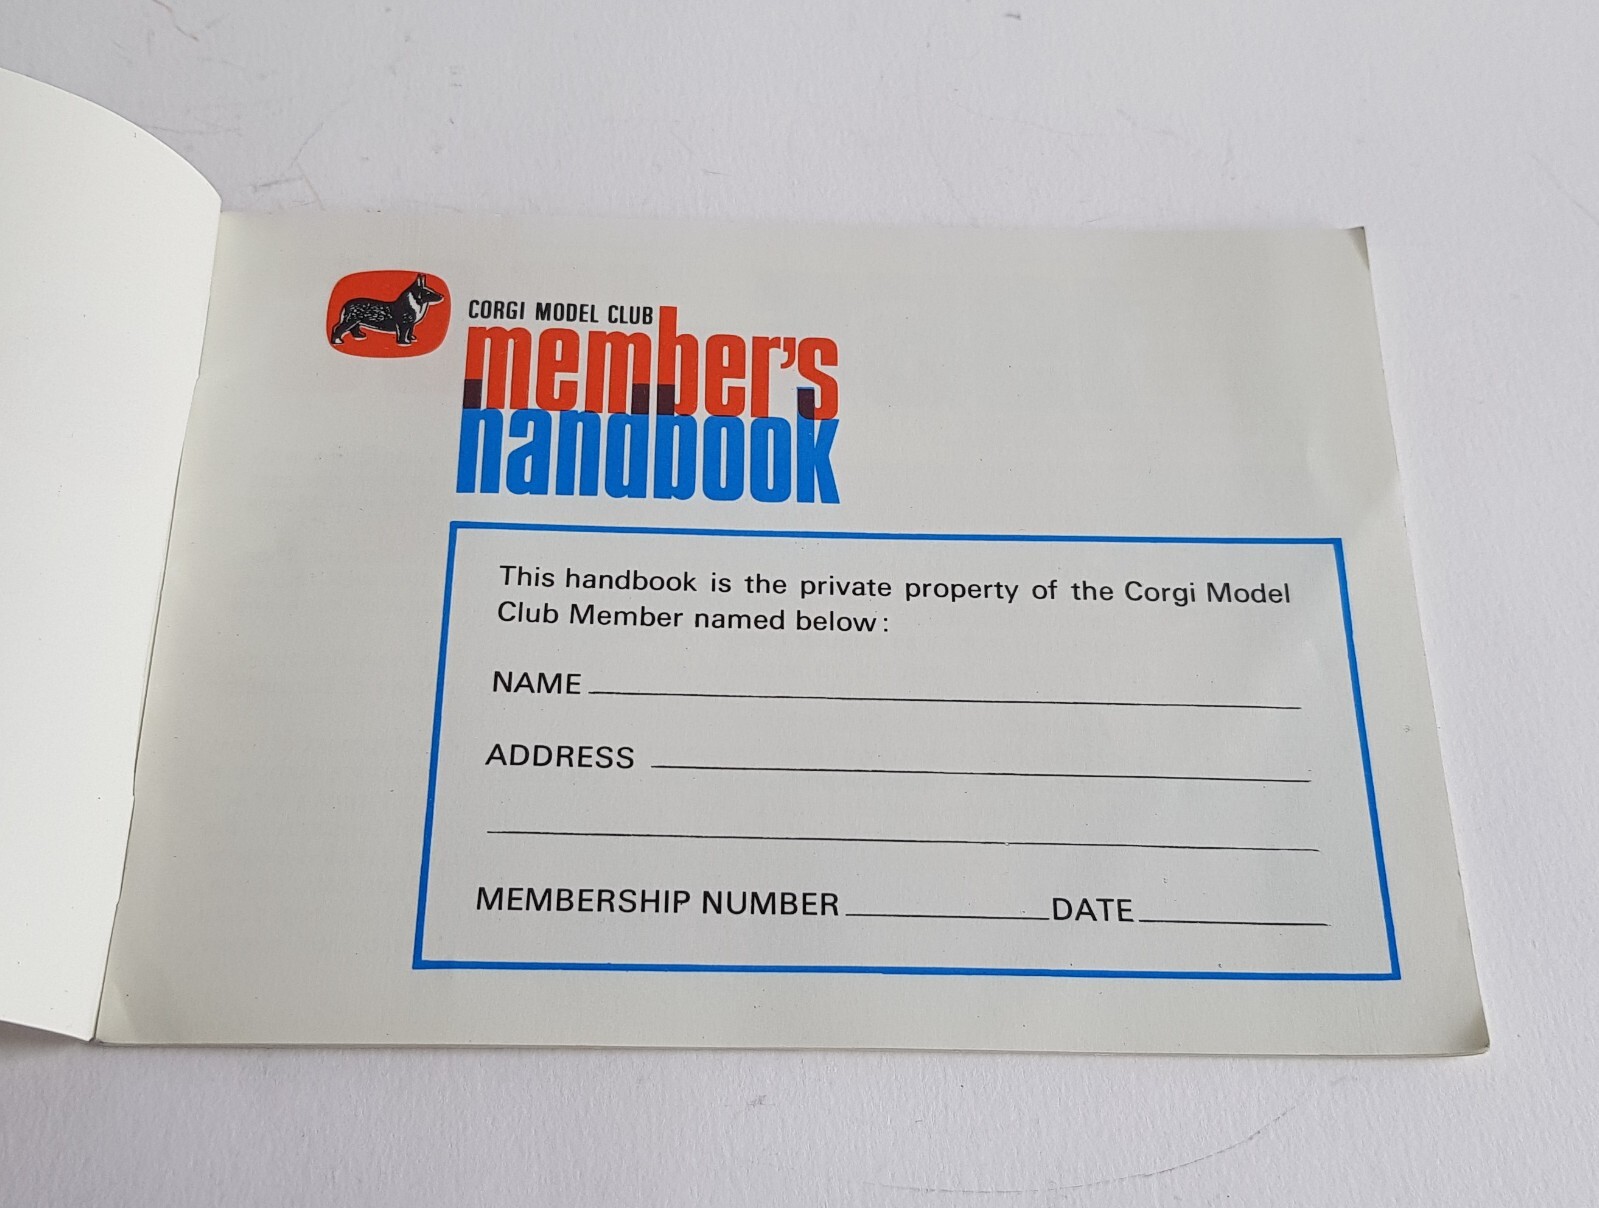 CORGI MODEL CLUB
member's
handbook
This handbook is the private property of the Corgi Model
Club Member named below:
NAME
ADDRESS
MEMBERSHIP NUMBER DATE